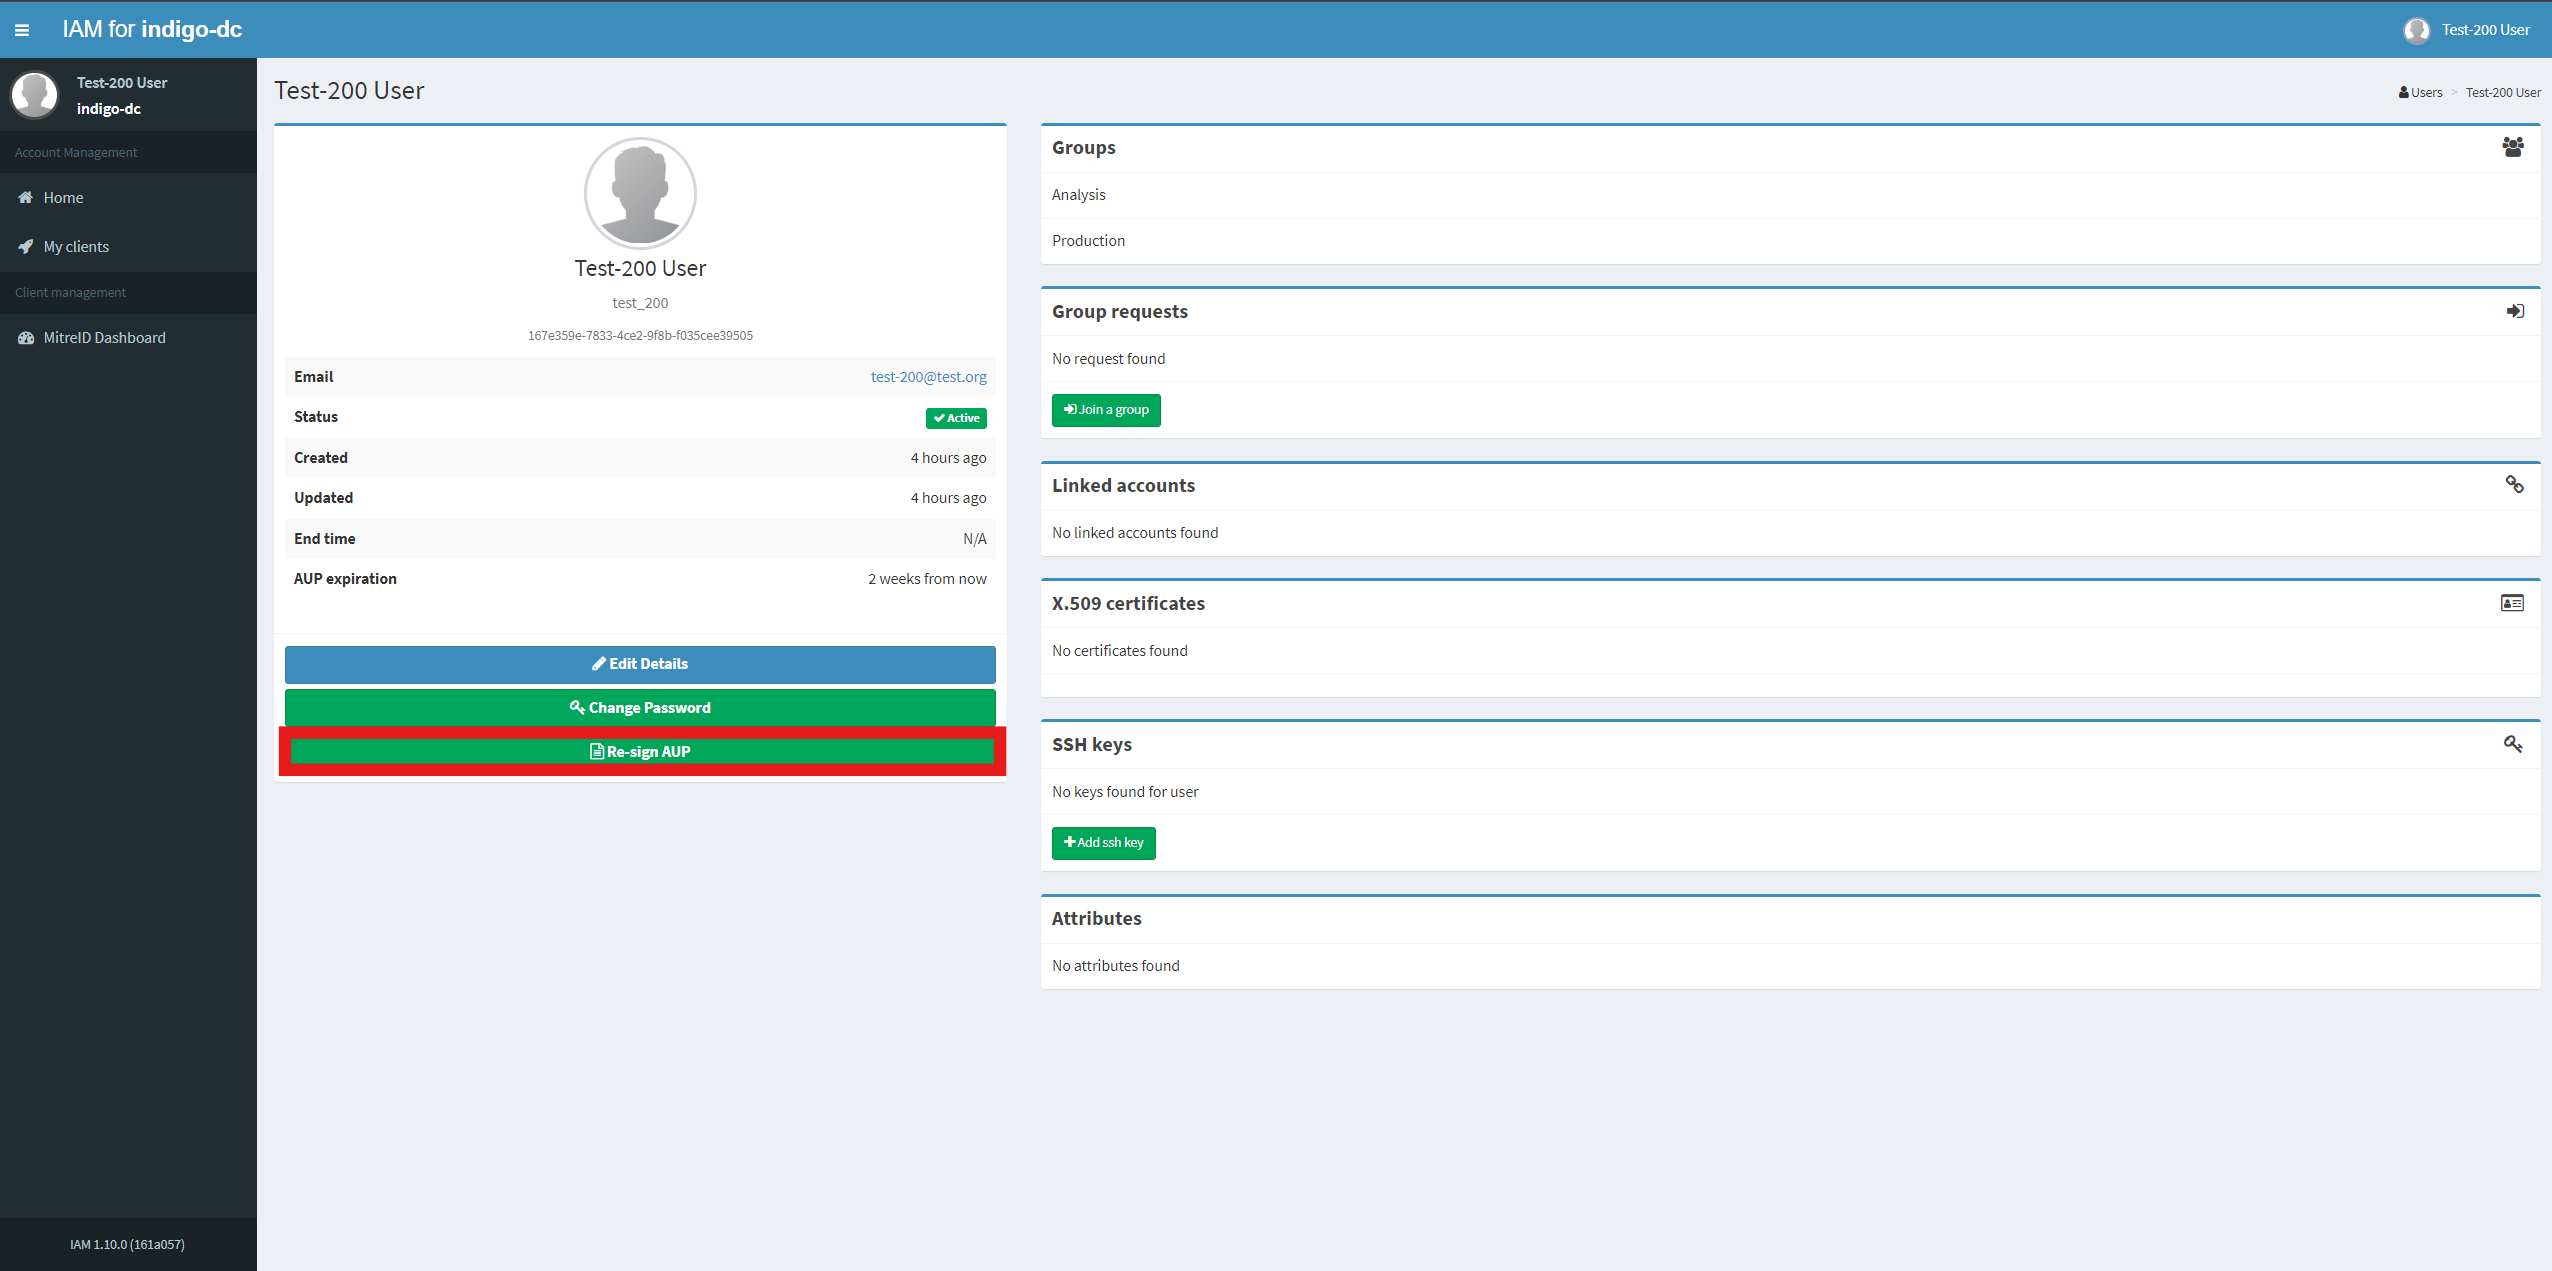 IAM for indigo-dc
Test-200 User
Test-200 User
indigo-dc
Account Management
Home
My clients
Client management
MitreID Dashboard
IAM 1.10.0 (161a057)
Test-200 User
Users > Test-200 User
Test-200 User
test_200
167e359e-7833-4ce2-9f8b-f035cee39505
Email test-200@test.org
Status Active
Created 4 hours ago
Updated 4 hours ago
End time N/A
AUP expiration 2 weeks from now
Edit Details
Change Password
Re-sign AUP
Groups
Analysis
Production
Group requests
No request found
Join a group
Linked accounts
No linked accounts found
X.509 certificates
No certificates found
SSH keys
No keys found for user
Add ssh key
Attributes
No attributes found